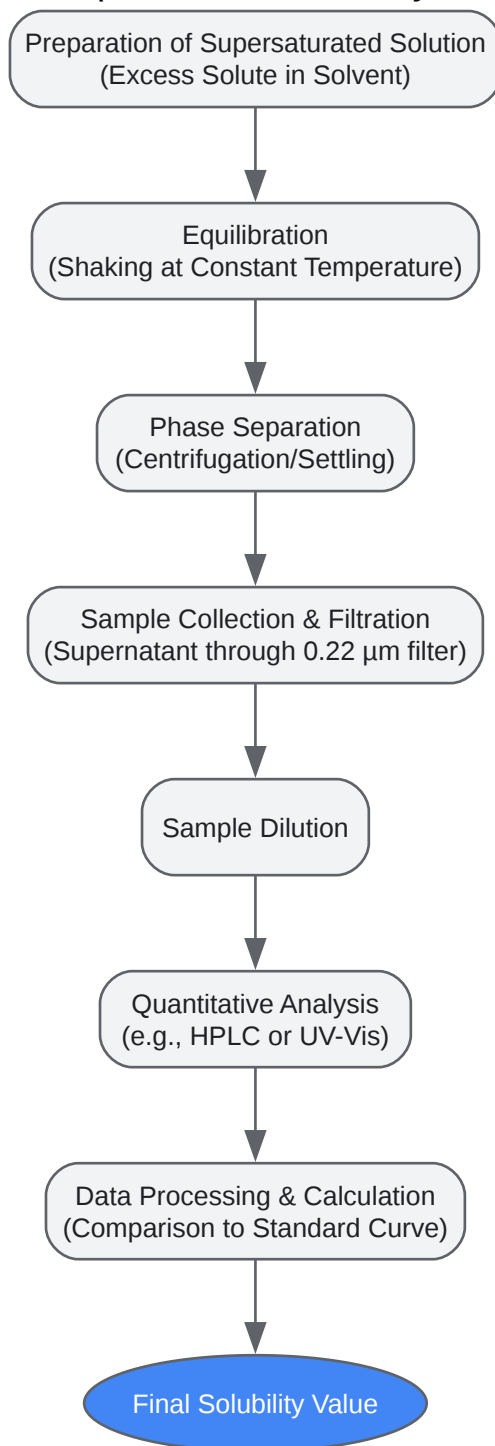 Preparation of Supersaturated Solution
(Excess Solute in Solvent)
Equilibration
(Shaking at Constant Temperature)
Phase Separation
(Centrifugation/Settling)
Sample Collection & Filtration
(Supernatant through 0.22 µm filter)
Sample Dilution
Quantitative Analysis
(e.g., HPLC or UV-Vis)
Data Processing & Calculation
(Comparison to Standard Curve)
Final Solubility Value